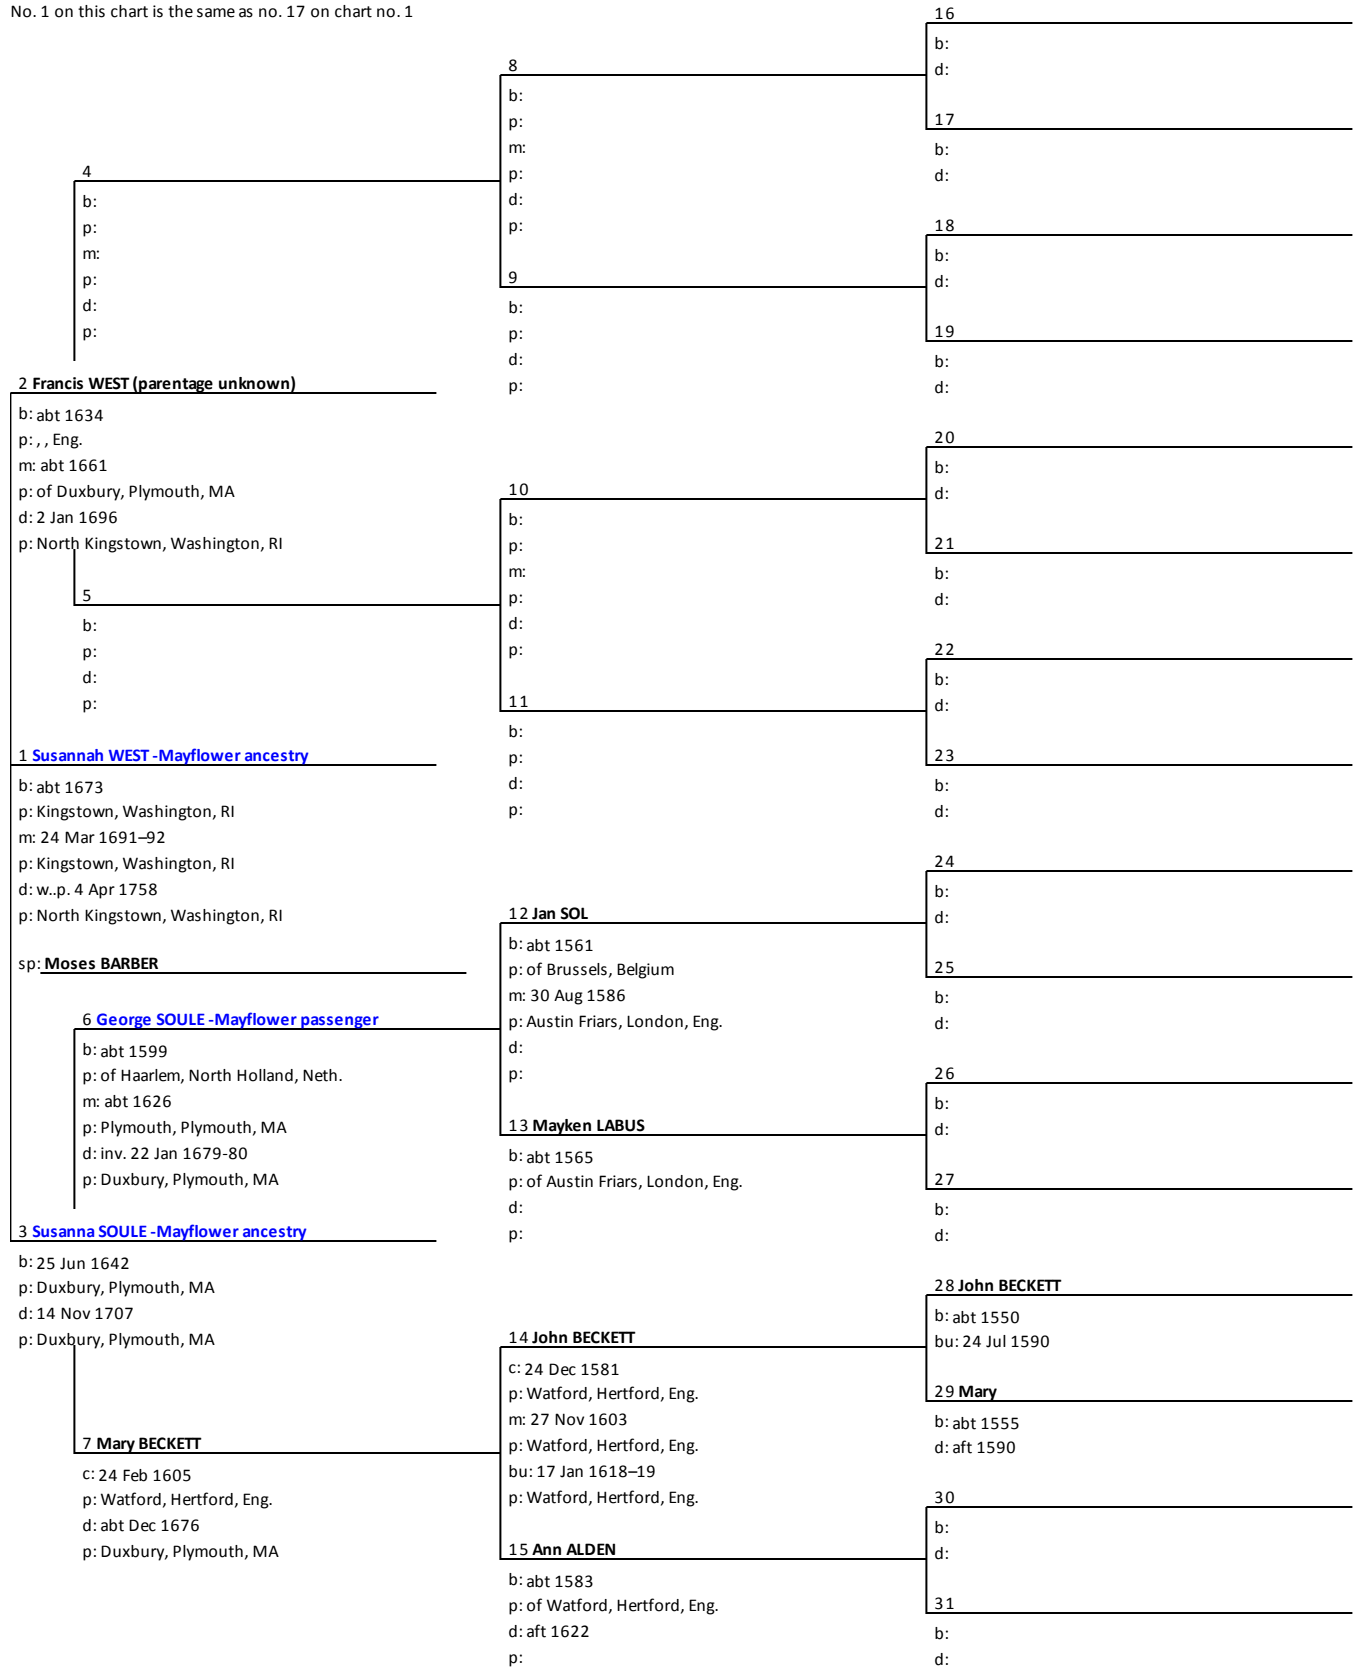 No. 1 on this chart is the same as no. 17 on chart no. 1
16
b:
d:
8
b:
p:
m:
p:
d:
p:
17
b:
d:
4
b:
p:
m:
p:
d:
p:
18
b:
d:
9
b:
p:
d:
p:
19
b:
d:
2 Francis WEST (parentage unknown)
b: abt 1634
p: , , Eng.
m: abt 1661
p: of Duxbury, Plymouth, MA
d: 2 Jan 1696
p: North Kingstown, Washington, RI
20
b:
d:
10
b:
p:
m:
p:
d:
p:
21
b:
d:
5
b:
p:
d:
p:
22
b:
d:
11
b:
p:
d:
p:
23
b:
d:
1 Susannah WEST -Mayflower ancestry
b: abt 1673
p: Kingstown, Washington, RI
m: 24 Mar 1691–92
p: Kingstown, Washington, RI
d: w..p. 4 Apr 1758
p: North Kingstown, Washington, RI
24
b:
d:
12 Jan SOL
b: abt 1561
p: of Brussels, Belgium
m: 30 Aug 1586
p: Austin Friars, London, Eng.
d:
p:
25
b:
d:
sp: Moses BARBER
6 George SOULE -Mayflower passenger
b: abt 1599
p: of Haarlem, North Holland, Neth.
m: abt 1626
p: Plymouth, Plymouth, MA
d: inv. 22 Jan 1679-80
p: Duxbury, Plymouth, MA
26
b:
d:
13 Mayken LABUS
b: abt 1565
p: of Austin Friars, London, Eng.
d:
p:
27
b:
d:
3 Susanna SOULE -Mayflower ancestry
b: 25 Jun 1642
p: Duxbury, Plymouth, MA
d: 14 Nov 1707
p: Duxbury, Plymouth, MA
28 John BECKETT
b: abt 1550
bu: 24 Jul 1590
14 John BECKETT
c: 24 Dec 1581
p: Watford, Hertford, Eng.
m: 27 Nov 1603
p: Watford, Hertford, Eng.
bu: 17 Jan 1618–19
p: Watford, Hertford, Eng.
29 Mary
b: abt 1555
d: aft 1590
7 Mary BECKETT
c: 24 Feb 1605
p: Watford, Hertford, Eng.
d: abt Dec 1676
p: Duxbury, Plymouth, MA
30
b:
d:
15 Ann ALDEN
b: abt 1583
p: of Watford, Hertford, Eng.
d: aft 1622
p:
31
b:
d: